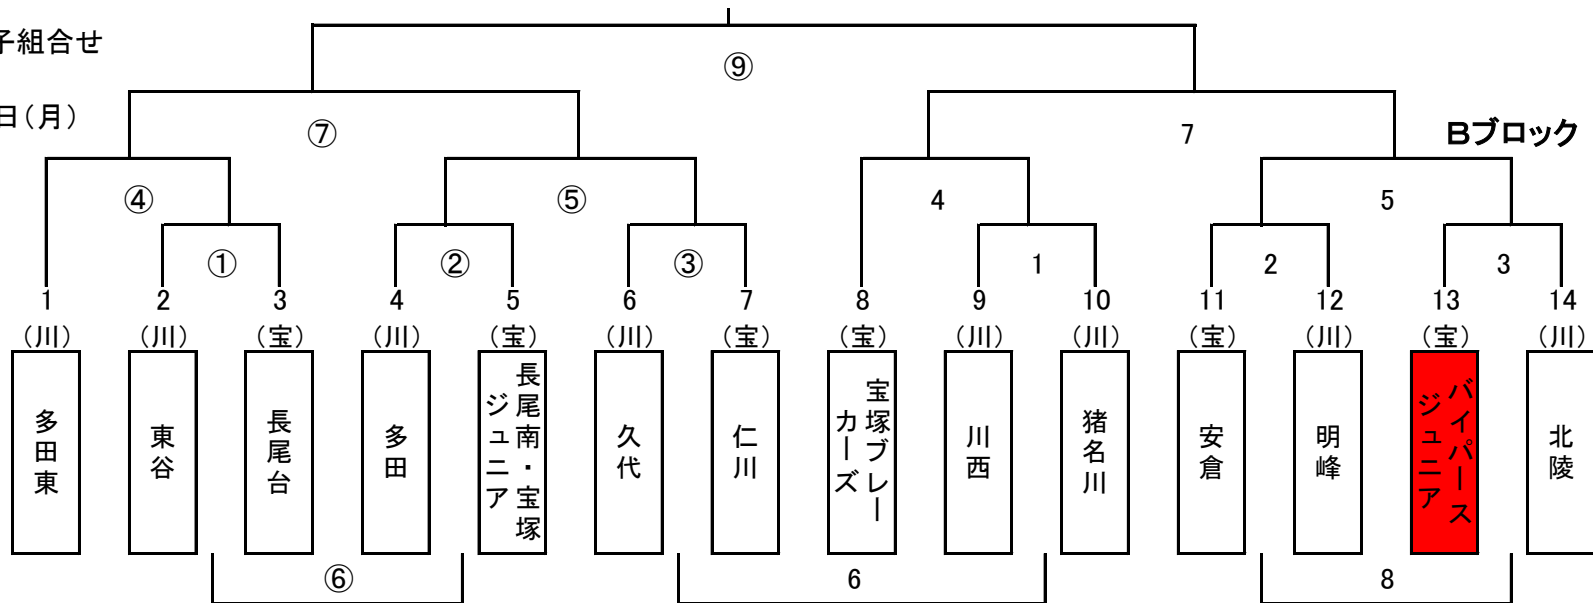 子組合せ
⑨
日(月)
⑦
7
Bブロック
④
⑤
4
5
①
②
③
1
2
3
1
2
3
4
5
6
7
8
9
10
11
12
13
14
(川)
(川)
(宝)
(川)
(宝)
(川)
(宝)
(宝)
(川)
(川)
(宝)
(川)
(宝)
(川)
多田東
東谷
長尾台
多田
長尾南・宝塚
ジュニア
久代
仁川
宝塚ブレー
カーズ
川西
猪名川
安倉
明峰
バイパース
ジュニア
北陵
⑥
6
8